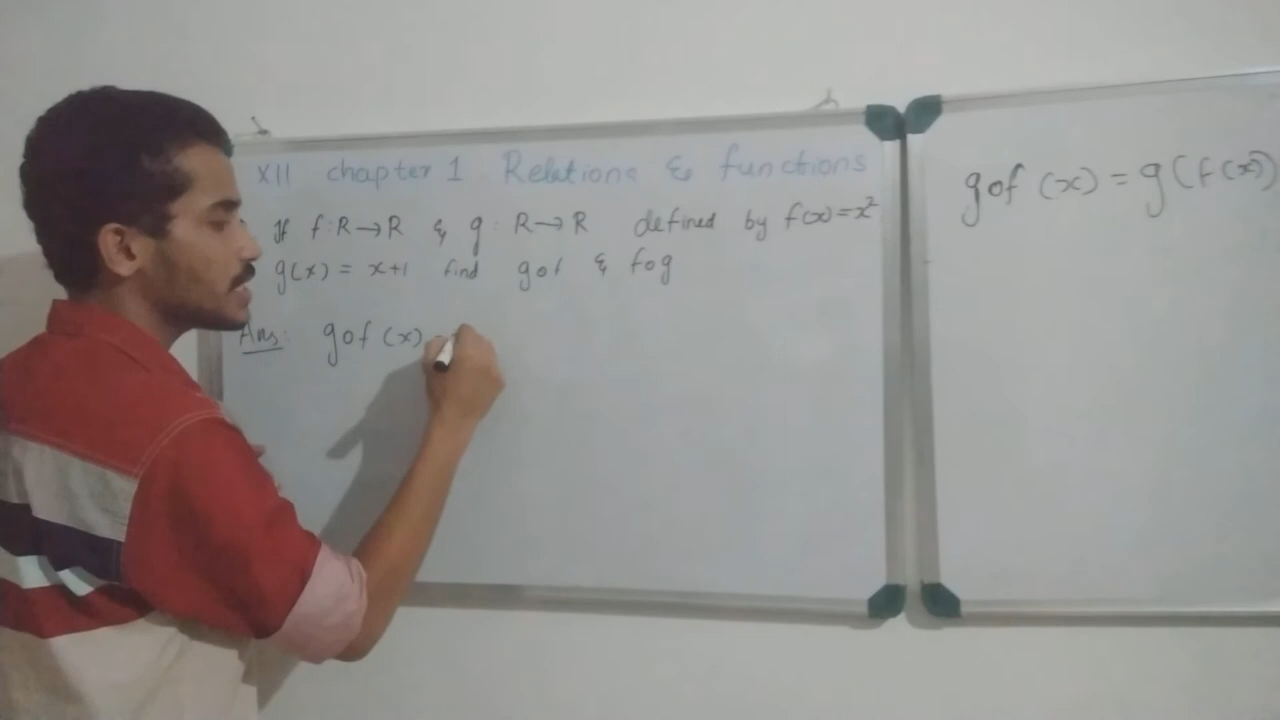 XII chapter 1 Relations & functions
If f:R→R & g:R→R defined by f(x)=x²
g(x) = x+1 find gof & fog
Ans: gof (x) =
gof (x) = g(f(x))